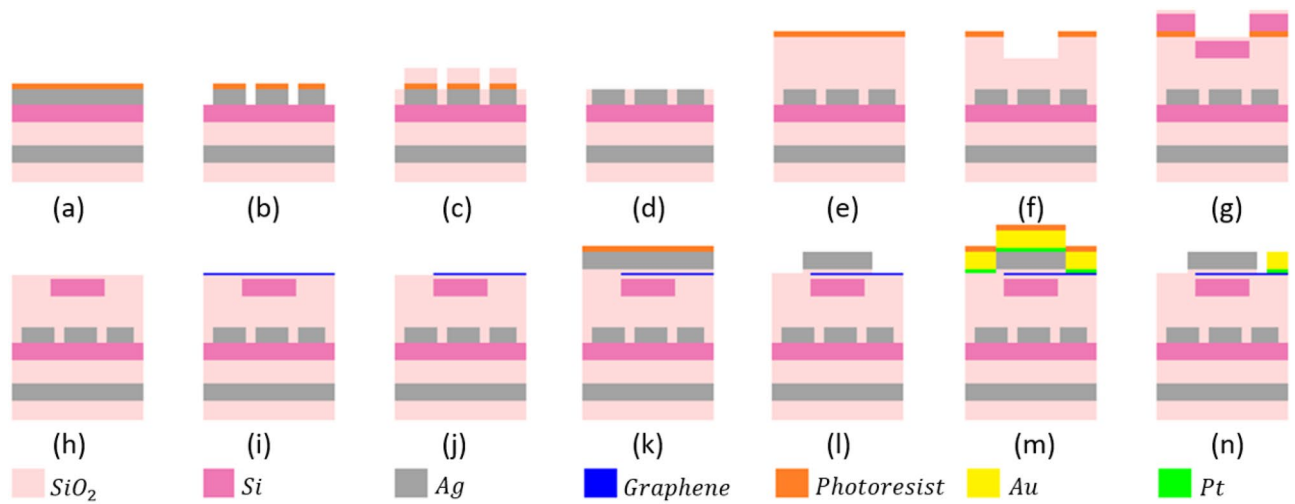 (a) (b) (c) (d) (e) (f) (g)
(h) (i) (j) (k) (l) (m) (n)
SiO₂ Si Ag Graphene Photoresist Au Pt